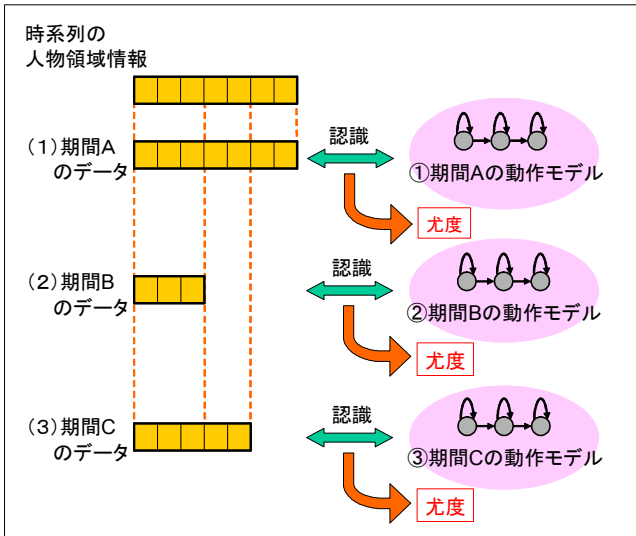 時系列の
人物領域情報
(1)期間A
のデータ
認識
①期間Aの動作モデル
尤度
(2)期間B
のデータ
認識
②期間Bの動作モデル
尤度
(3)期間C
のデータ
認識
③期間Cの動作モデル
尤度